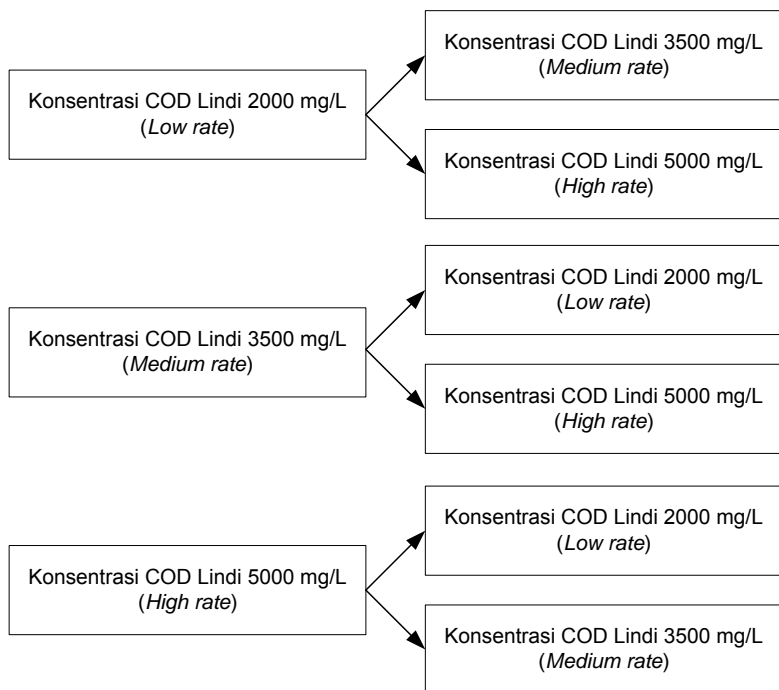 Konsentrasi COD Lindi 2000 mg/L
(Low rate)
Konsentrasi COD Lindi 3500 mg/L
(Medium rate)
Konsentrasi COD Lindi 5000 mg/L
(High rate)
Konsentrasi COD Lindi 3500 mg/L
(Medium rate)
Konsentrasi COD Lindi 2000 mg/L
(Low rate)
Konsentrasi COD Lindi 5000 mg/L
(High rate)
Konsentrasi COD Lindi 5000 mg/L
(High rate)
Konsentrasi COD Lindi 2000 mg/L
(Low rate)
Konsentrasi COD Lindi 3500 mg/L
(Medium rate)